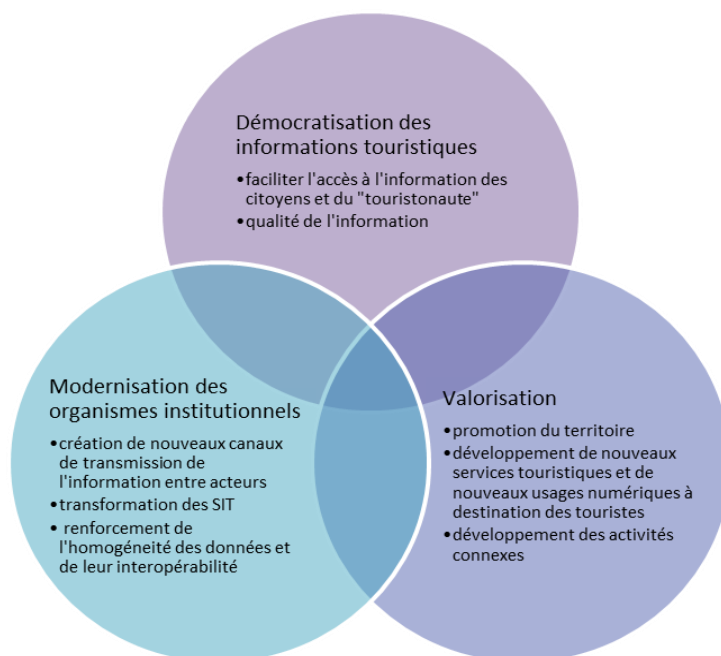 Démocratisation des
informations touristiques
•faciliter l'accès à l'information des
citoyens et du "touristonaute"
•qualité de l'information
Modernisation des
organismes institutionnels
•création de nouveaux canaux
de transmission de
l'information entre acteurs
•transformation des SIT
• renforcement de
l'homogéneité des données et
de leur interopérabilité
Valorisation
•promotion du territoire
•développement de nouveaux
services touristiques et de
nouveaux usages numériques à
destination des touristes
•développement des activités
connexes